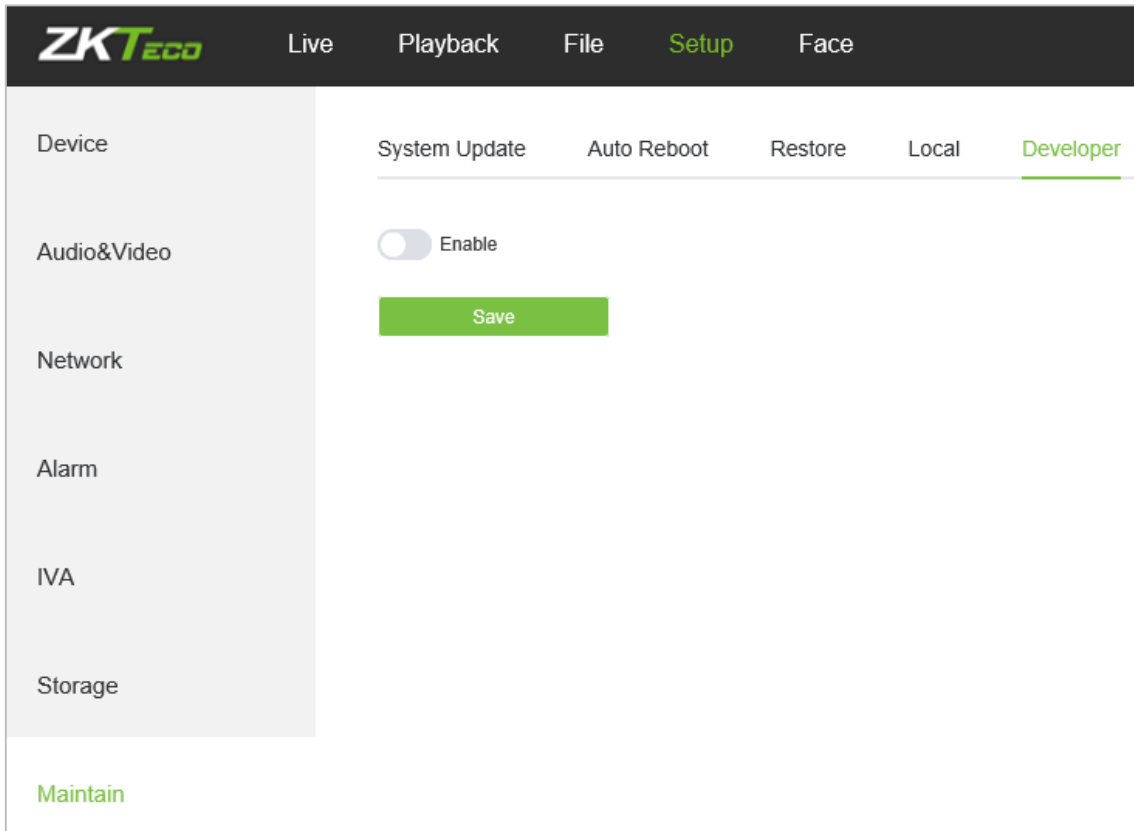 ZKTeco Live Playback File Setup Face
Device
System Update Auto Reboot Restore Local Developer
Audio&Video
Enable
Save
Network
Alarm
IVA
Storage
Maintain